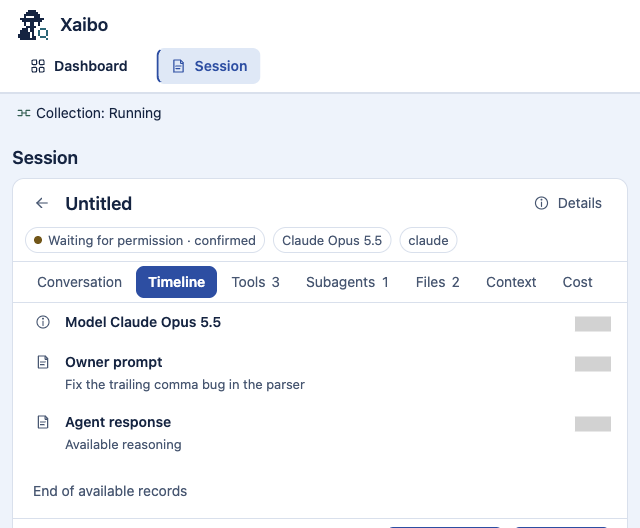 Xaibo
Dashboard
Session
Collection: Running
Session
Untitled
Details
Waiting for permission · confirmed
Claude Opus 5.5
claude
Conversation
Timeline
Tools 3
Subagents 1
Files 2
Context
Cost
Model Claude Opus 5.5
Owner prompt
Fix the trailing comma bug in the parser
Agent response
Available reasoning
End of available records